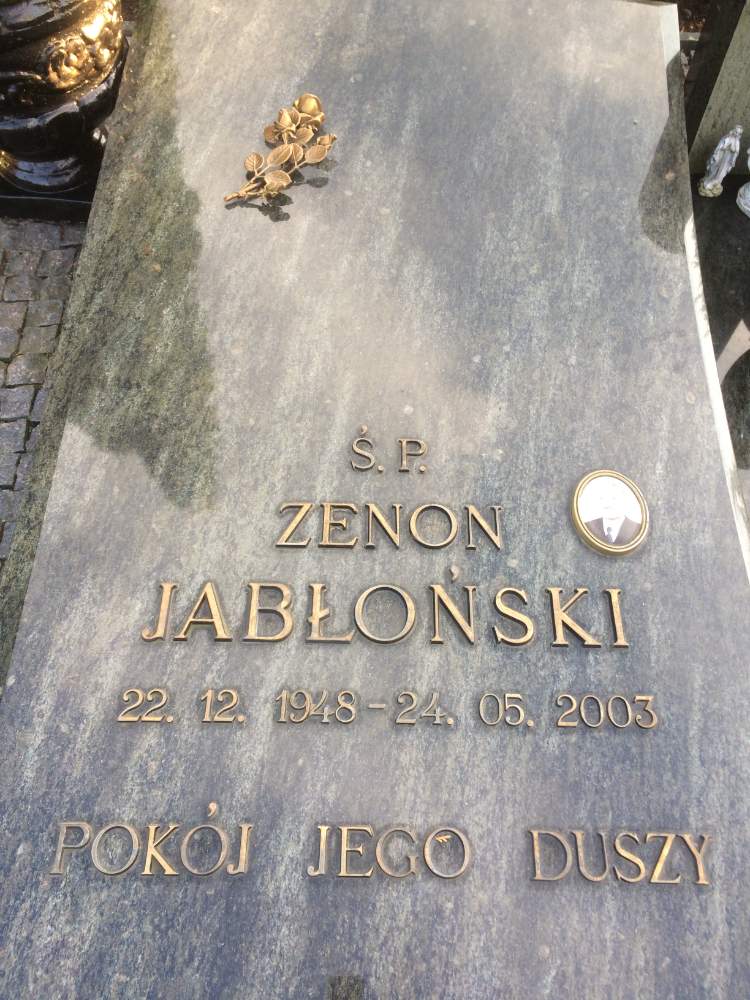 Ś. P.
ZENON
JABŁOŃSKI
22. 12. 1948 - 24. 05. 2003
POKÓJ JEGO DUSZY